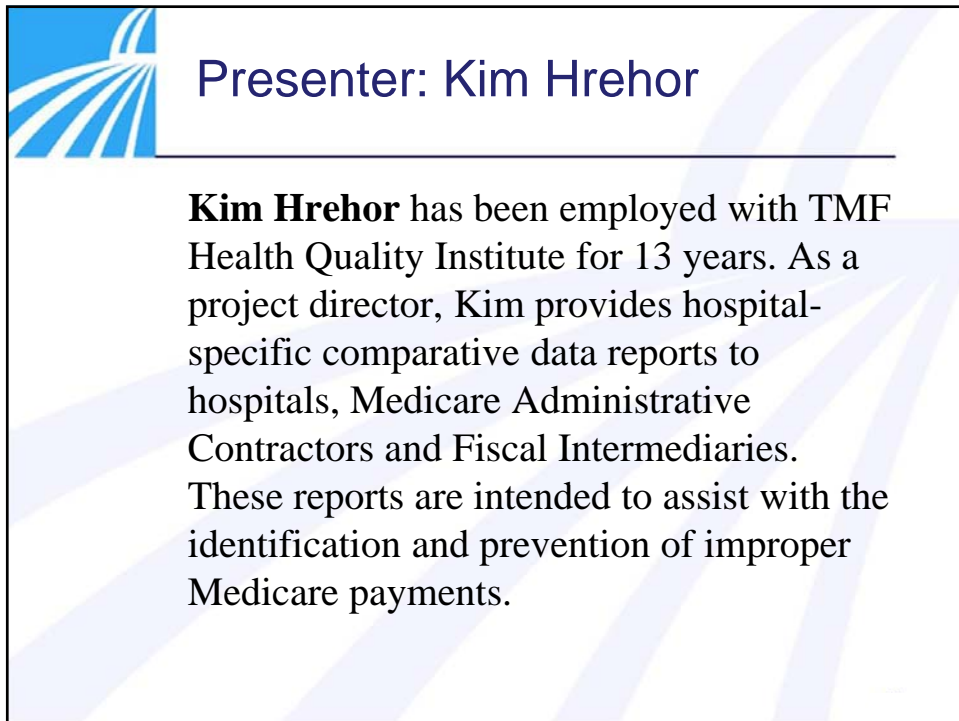 Presenter: Kim Hrehor
Kim Hrehor has been employed with TMF
Health Quality Institute for 13 years. As a
project director, Kim provides hospital-
specific comparative data reports to
hospitals, Medicare Administrative
Contractors and Fiscal Intermediaries.
These reports are intended to assist with the
identification and prevention of improper
Medicare payments.